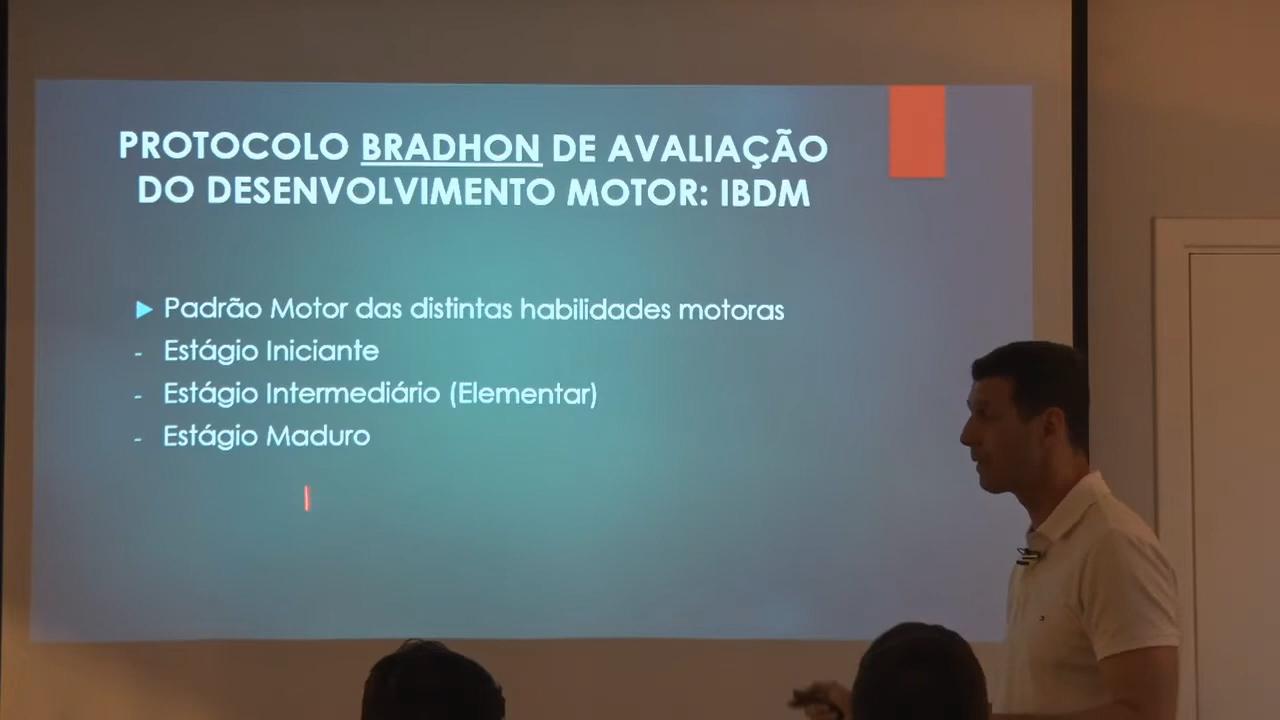 PROTOCOLO BRADHON DE AVALIAÇÃO
DO DESENVOLVIMENTO MOTOR: IBDM
Padrão Motor das distintas habilidades motoras
- Estágio Iniciante
- Estágio Intermediário (Elementar)
- Estágio Maduro